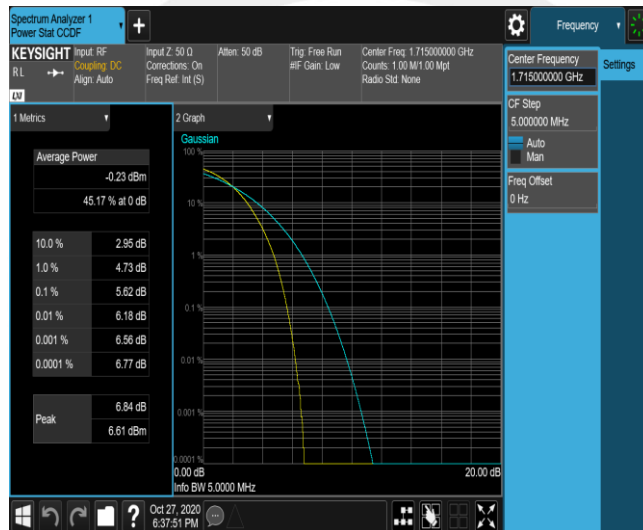 Spectrum Analyzer 1
Power Stat CCDF
Frequency
KEYSIGHT
RL
LXI
Input: RF
Coupling: DC
Align: Auto
Input Z: 50 Ω
Corrections: On
Freq Ref: Int (S)
Atten: 50 dB
Trig: Free Run
#IF Gain: Low
Center Freq: 1.715000000 GHz
Counts: 1.00 M/1.00 Mpt
Radio Std: None
Center Frequency
1.715000000 GHz
Settings
CF Step
5.000000 MHz
Auto
Man
Freq Offset
0 Hz
1 Metrics
Average Power
-0.23 dBm
45.17 % at 0 dB
10.0 % 2.95 dB
1.0 % 4.73 dB
0.1 % 5.62 dB
0.01 % 6.18 dB
0.001 % 6.56 dB
0.0001 % 6.77 dB
Peak
6.84 dB
6.61 dBm
2 Graph
Gaussian
100 %
10 %
1 %
0.1 %
0.01 %
0.001 %
0.0001 %
0.00 dB 20.00 dB
Info BW 5.0000 MHz
Oct 27, 2020
6:37:51 PM